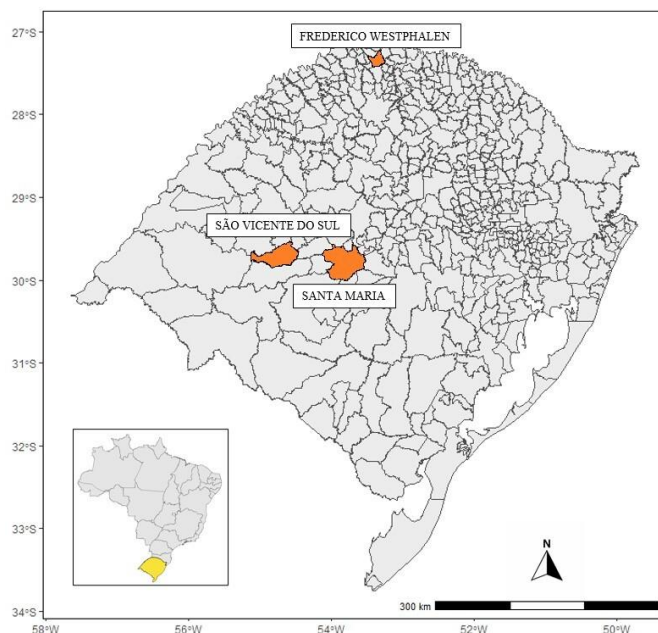 27°S
FREDERICO WESTPHALEN
28°S
29°S
SÃO VICENTE DO SUL
30°S
SANTA MARIA
31°S
32°S
33°S
N
34°S
300 km
58°W 56°W 54°W 52°W 50°W